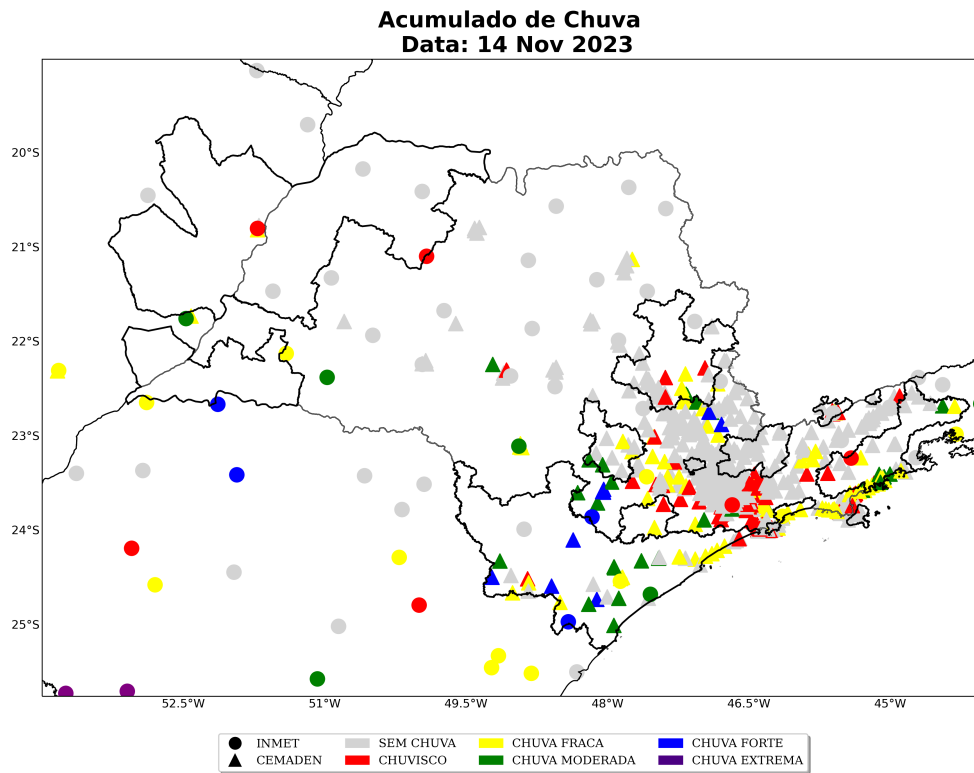 Acumulado de Chuva
Data: 14 Nov 2023
20°S
21°S
22°S
23°S
24°S
25°S
52.5°W 51°W 49.5°W 48°W 46.5°W 45°W
INMET SEM CHUVA CHUVA FRACA CHUVA FORTE
CEMADEN CHUVISCO CHUVA MODERADA CHUVA EXTREMA